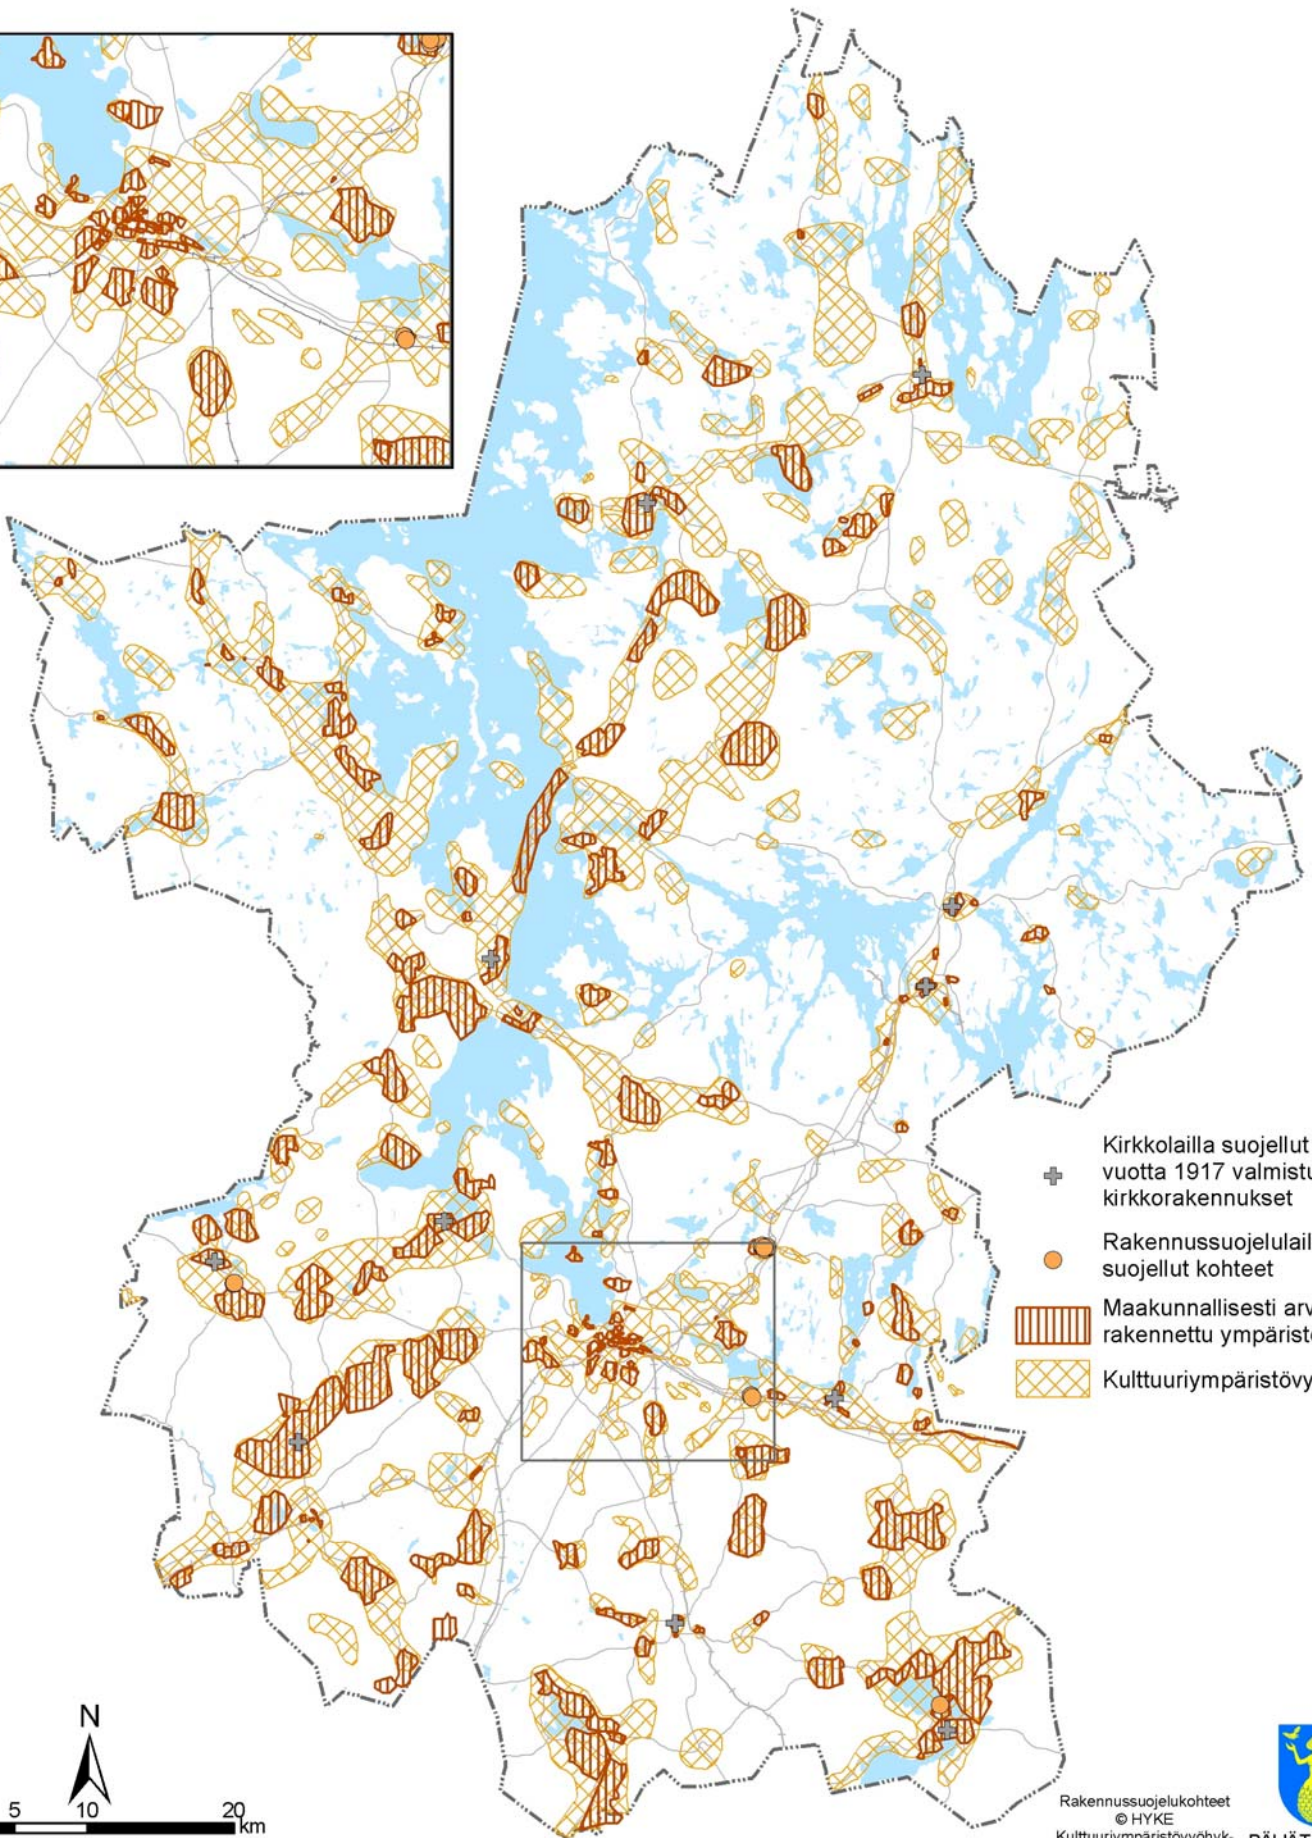 Kirkkolailla suojellut
vuotta 1917 valmistu
kirkkorakennukset
Rakennussuojelulail
suojellut kohteet
Maakunnallisesti arv
rakennettu ympärist
Kulttuuriympäristövy
N
5 10 20 km
Rakennussuojelukohteet
© HYKE
Kulttuuriympäristövyöhyk-